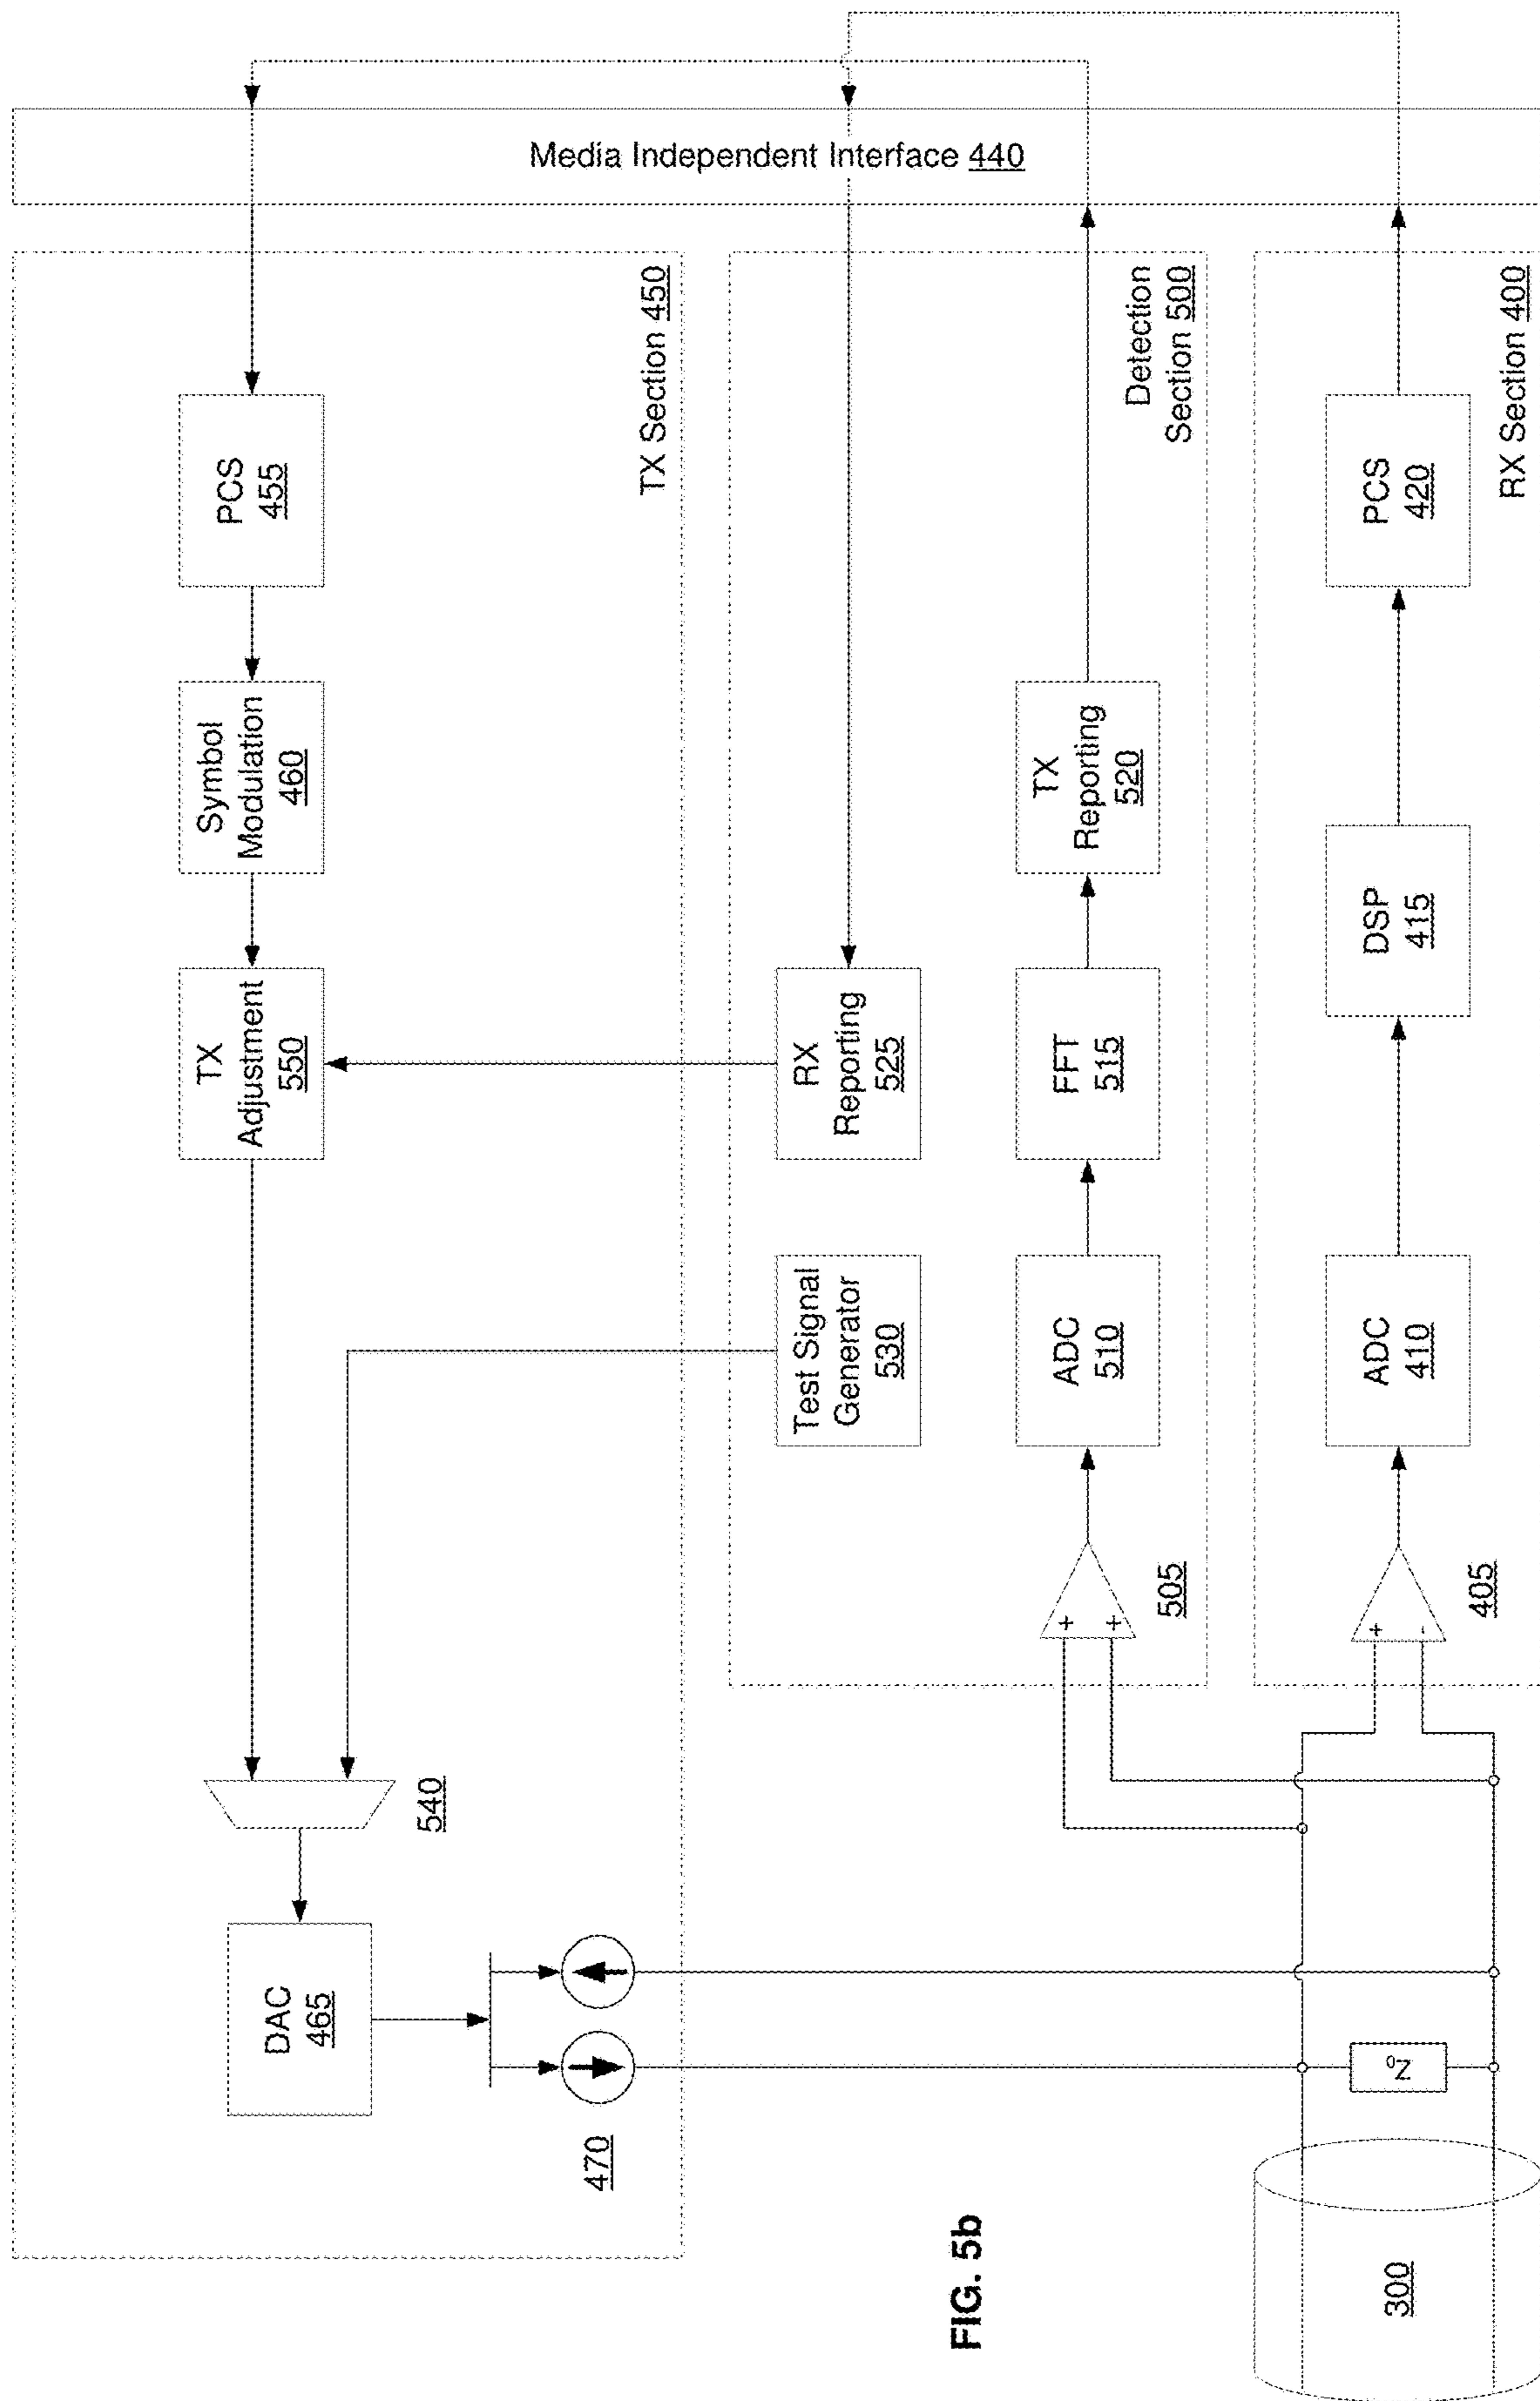 Media Independent Interface 440
TX Section 450
PCS
455
Symbol
Modulation
460
TX
Adjustment
550
540
DAC
465
470
Detection
Section 500
RX
Reporting
525
Test Signal
Generator
530
TX
Reporting
520
FFT
515
ADC
510
+
+
505
RX Section 400
PCS
420
DSP
415
ADC
410
+
-
405
Z0
300
FIG. 5b